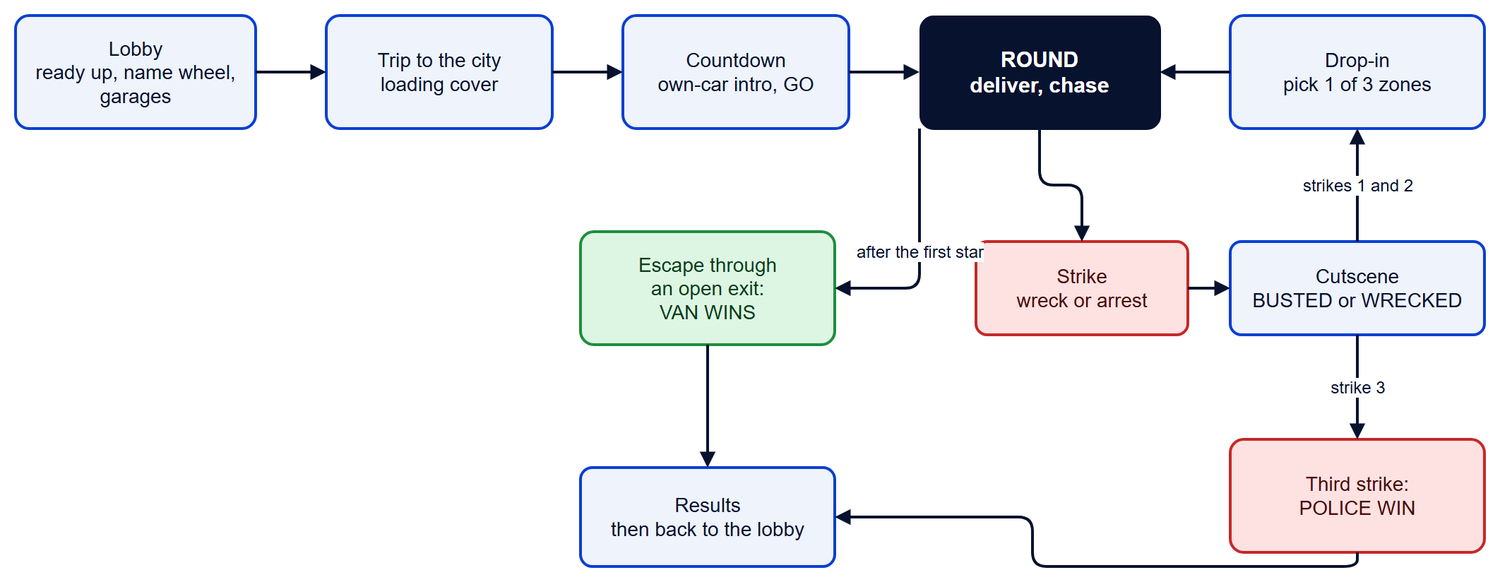 Lobby
ready up, name wheel,
garages
Trip to the city
loading cover
Countdown
own-car intro, GO
ROUND
deliver, chase
Drop-in
pick 1 of 3 zones
strikes 1 and 2
after the first star
Escape through
an open exit:
VAN WINS
Strike
wreck or arrest
Cutscene
BUSTED or WRECKED
strike 3
Results
then back to the lobby
Third strike:
POLICE WIN